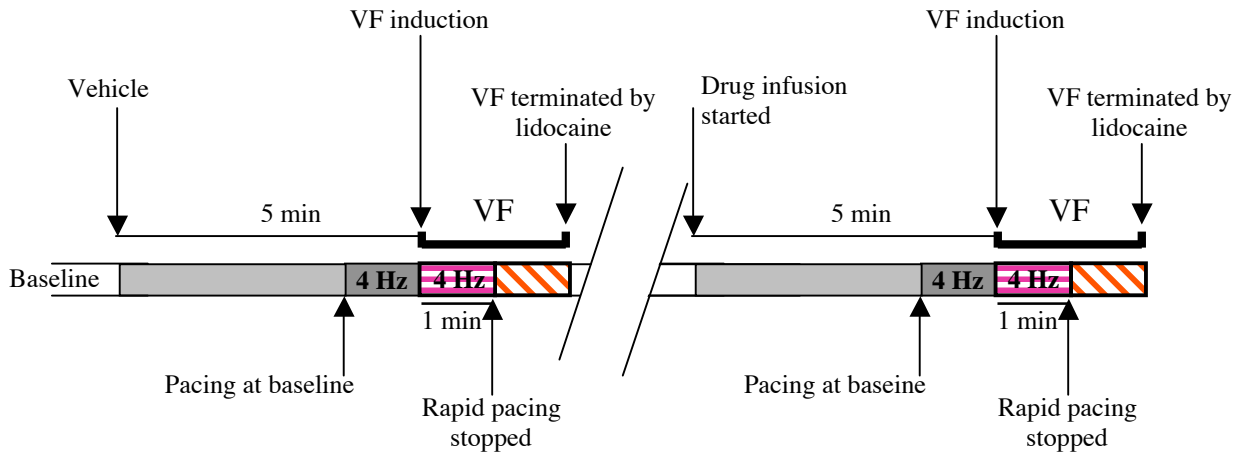 VF induction
VF induction
Vehicle
VF terminated by
lidocaine
Drug infusion
started
VF terminated by
lidocaine
5 min
VF
5 min
VF
Baseline
4 Hz
4 Hz
4 Hz
4 Hz
1 min
1 min
Pacing at baseline
Rapid pacing
stopped
Pacing at baseine
Rapid pacing
stopped